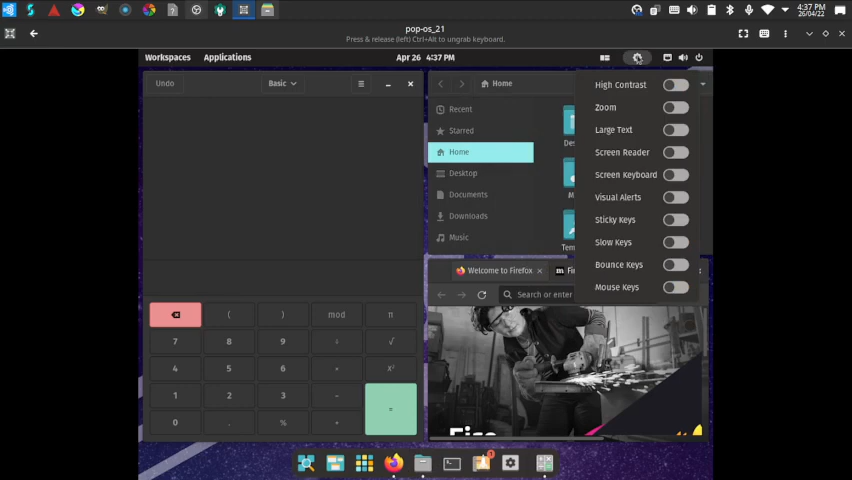 4:37 PM
26/04/22
pop-os_21
Press & release (left) Ctrl+Alt to ungrab keyboard.
Workspaces Applications Apr 26 4:37 PM
Undo Basic
Home
High Contrast
Zoom
Large Text
Screen Reader
Screen Keyboard
Visual Alerts
Sticky Keys
Slow Keys
Bounce Keys
Mouse Keys
Recent
Starred
Home
Desktop
Documents
Downloads
Music
Des
M
Tem
Welcome to Firefox
Search or enter
( ) mod π
7 8 9 ÷ √
4 5 6 × x²
1 2 3 − =
0 . % +
1